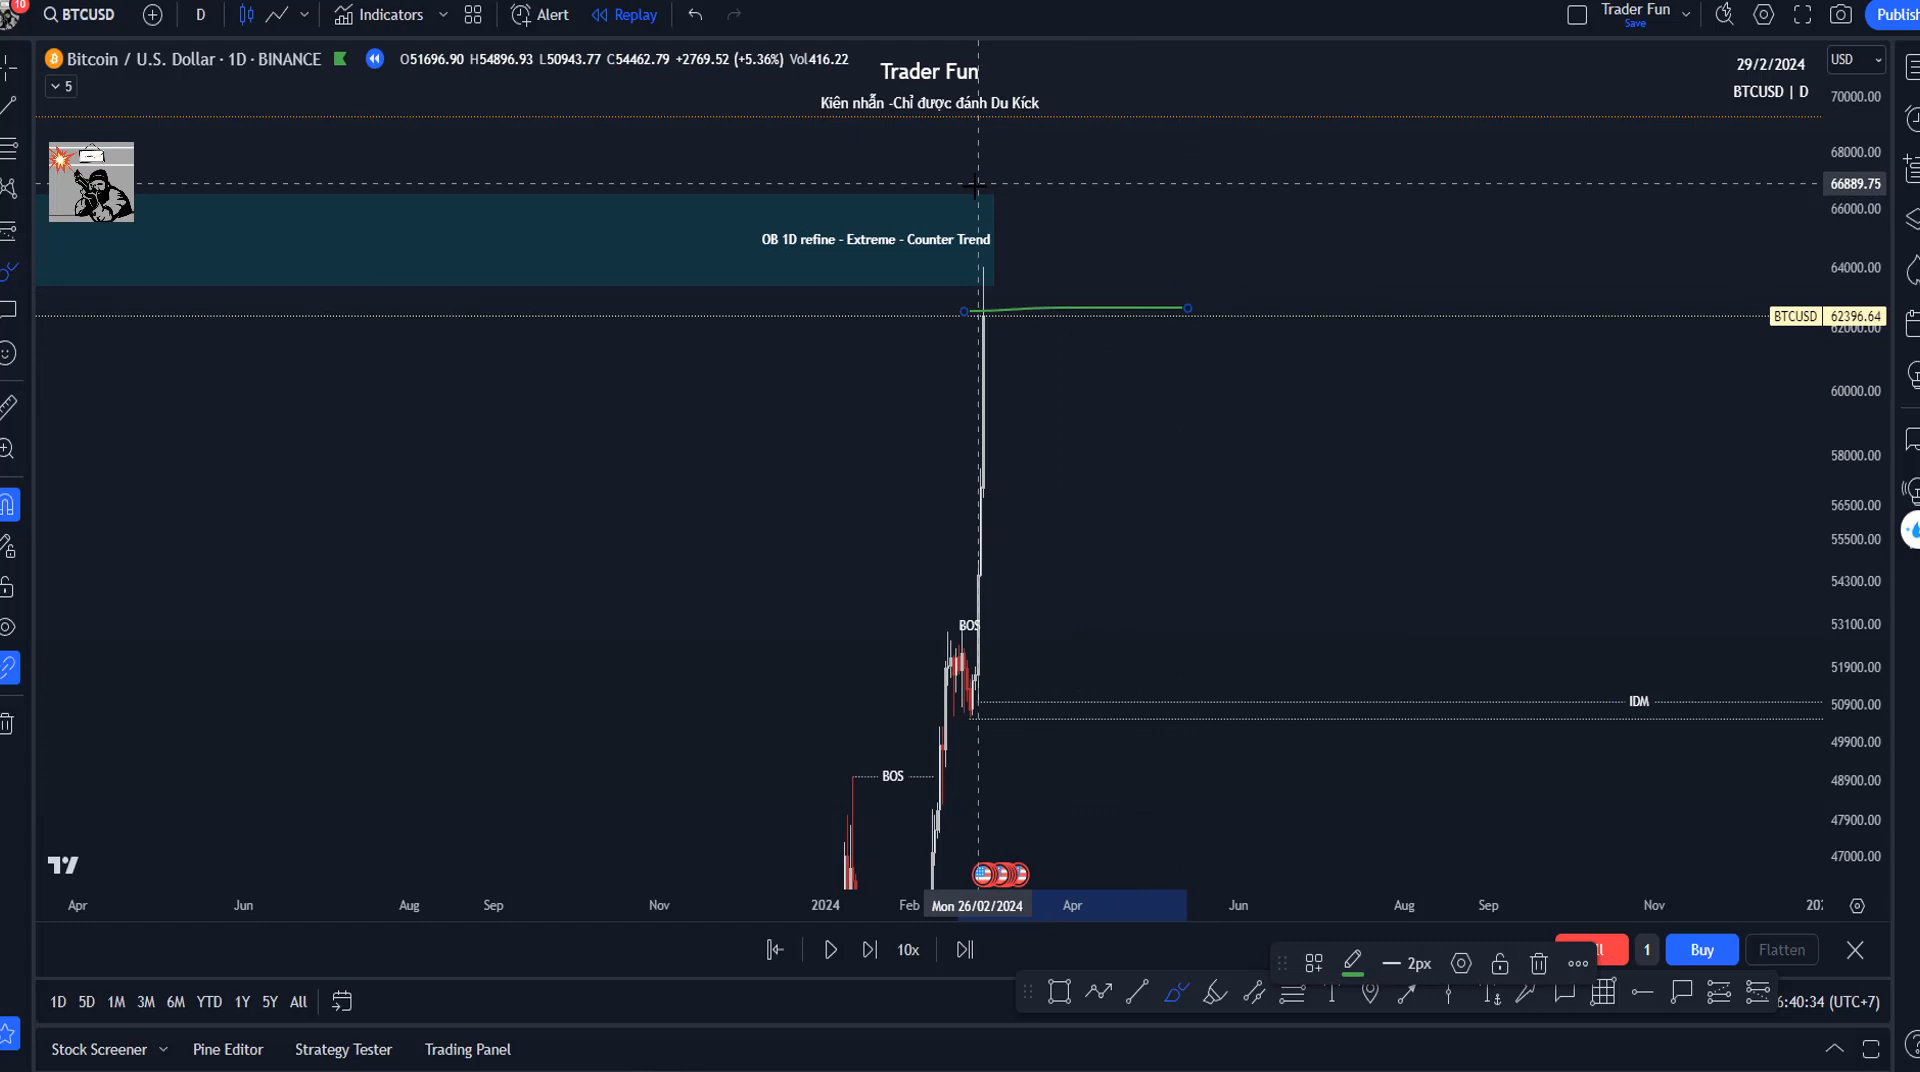 10
BTCUSD
D
Indicators
Alert
Replay
Trader Fun
Save
Publish
Bitcoin / U.S. Dollar · 1D · BINANCE
O51696.90 H54896.93 L50943.77 C54462.79 +2769.52 (+5.36%) Vol416.22
5
Trader Fun
Kiên nhẫn -Chỉ được đánh Du Kích
29/2/2024
BTCUSD | D
USD
70000.00
68000.00
66889.75
66000.00
OB 1D refine - Extreme - Counter Trend
64000.00
BTCUSD 62396.64
62000.00
60000.00
58000.00
56500.00
55500.00
54300.00
BOS
53100.00
51900.00
IDM
50900.00
49900.00
BOS
48900.00
47900.00
47000.00
Apr
Jun
Aug
Sep
Nov
2024
Feb
Mon 26/02/2024
Apr
Jun
Aug
Sep
Nov
10x
1
Buy
Flatten
2px
1D 5D 1M 3M 6M YTD 1Y 5Y All
6:40:34 (UTC+7)
Stock Screener
Pine Editor
Strategy Tester
Trading Panel